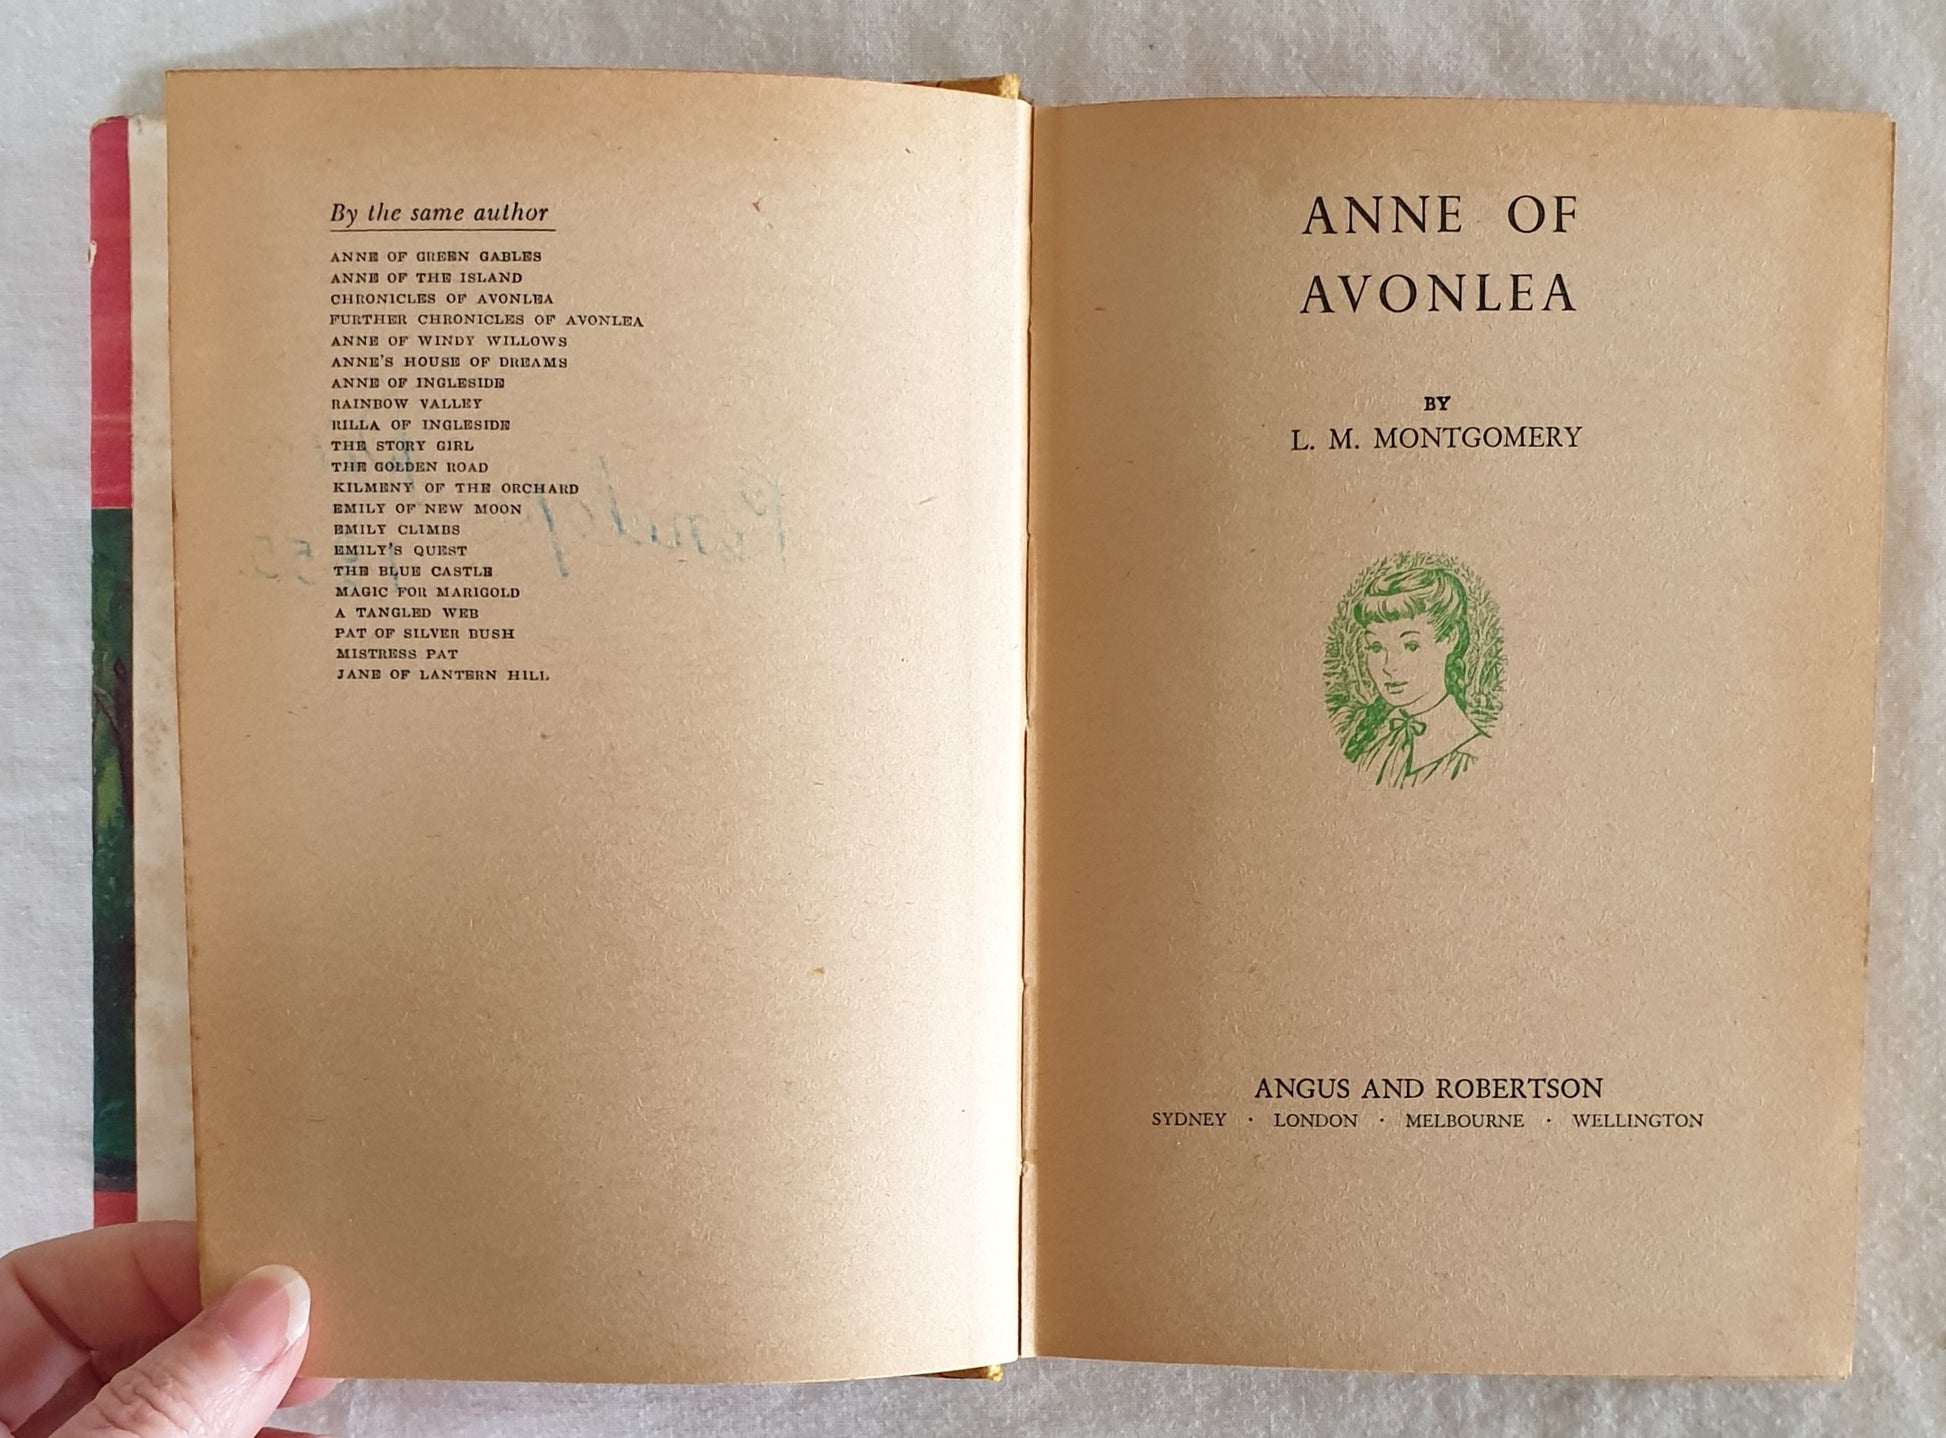 By the same author
ANNE OF GREEN GABLES
ANNE OF THE ISLAND
CHRONICLES OF AVONLEA
FURTHER CHRONICLES OF AVONLEA
ANNE OF WINDY WILLOWS
ANNE'S HOUSE OF DREAMS
ANNE OF INGLESIDE
RAINBOW VALLEY
RILLA OF INGLESIDE
THE STORY GIRL
THE GOLDEN ROAD
KILMENY OF THE ORCHARD
EMILY OF NEW MOON
EMILY CLIMBS
EMILY'S QUEST
THE BLUE CASTLE
MAGIC FOR MARIGOLD
A TANGLED WEB
PAT OF SILVER BUSH
MISTRESS PAT
JANE OF LANTERN HILL
ANNE OF
AVONLEA
BY
L. M. MONTGOMERY
ANGUS AND ROBERTSON
SYDNEY · LONDON · MELBOURNE · WELLINGTON